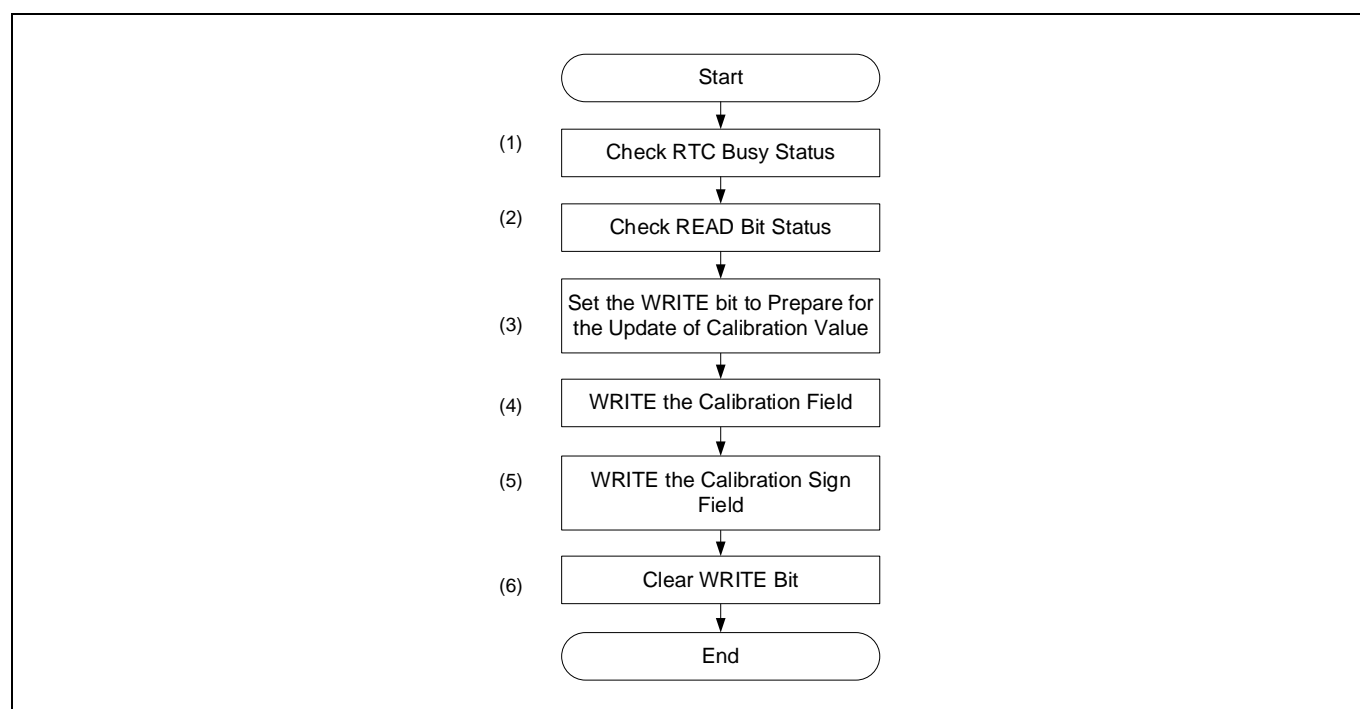 Start
(1)
Check RTC Busy Status
(2)
Check READ Bit Status
(3)
Set the WRITE bit to Prepare for
the Update of Calibration Value
(4)
WRITE the Calibration Field
(5)
WRITE the Calibration Sign
Field
(6)
Clear WRITE Bit
End